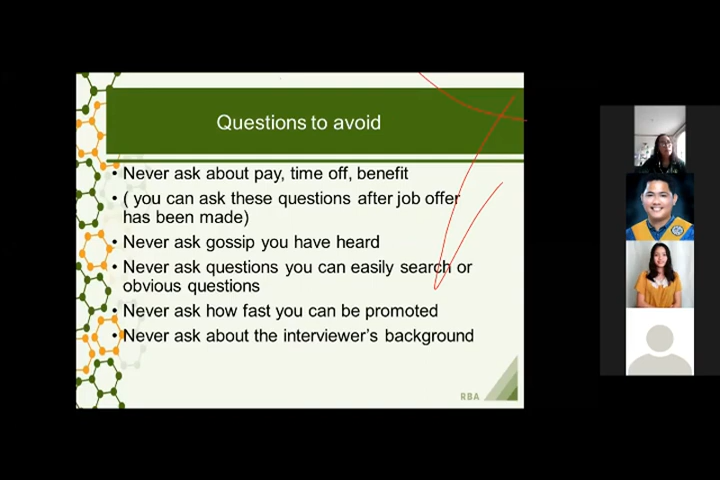 Questions to avoid
• Never ask about pay, time off, benefit
• ( you can ask these questions after job offer
has been made)
• Never ask gossip you have heard
• Never ask questions you can easily search or
obvious questions
• Never ask how fast you can be promoted
• Never ask about the interviewer's background
RBA